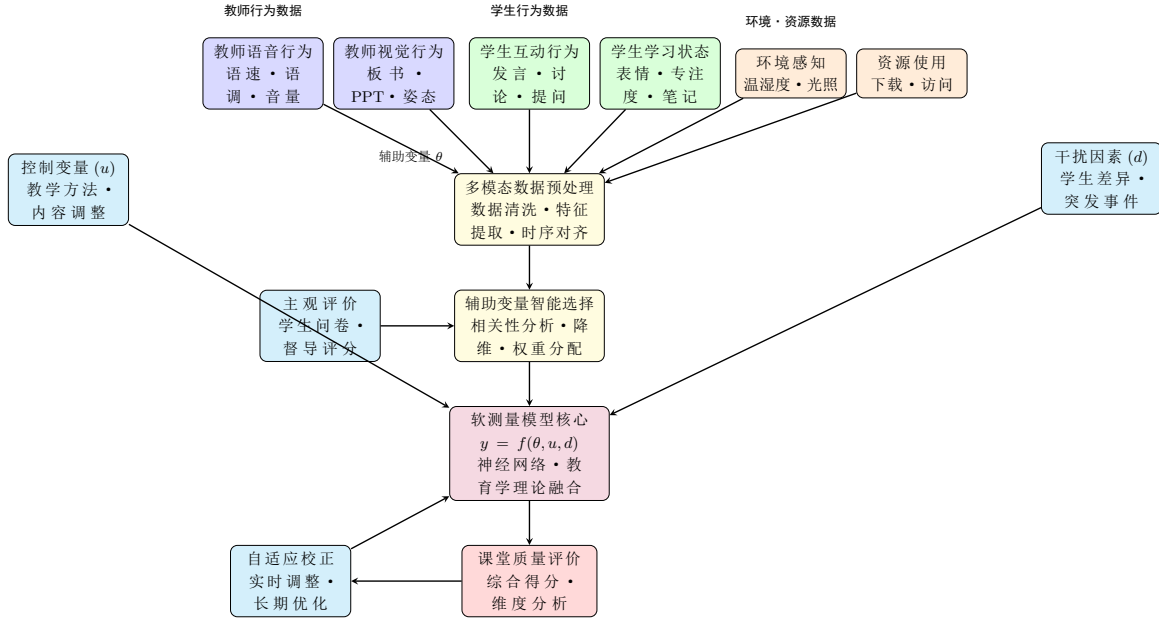 教师行为数据
学生行为数据
环境·资源数据
教师语音行为
语速•语
调•音量
教师视觉行为
板书•
PPT•姿态
学生互动行为
发言•讨
论•提问
学生学习状态
表情•专注
度•笔记
环境感知
温湿度•光照
资源使用
下载•访问
辅助变量 θ
控制变量 (u)
教学方法•
内容调整
多模态数据预处理
数据清洗•特征
提取•时序对齐
干扰因素 (d)
学生差异•
突发事件
主观评价
学生问卷•
督导评分
辅助变量智能选择
相关性分析•降
维•权重分配
软测量模型核心
y = f(θ, u, d)
神经网络•教
育学理论融合
自适应校正
实时调整•
长期优化
课堂质量评价
综合得分•
维度分析